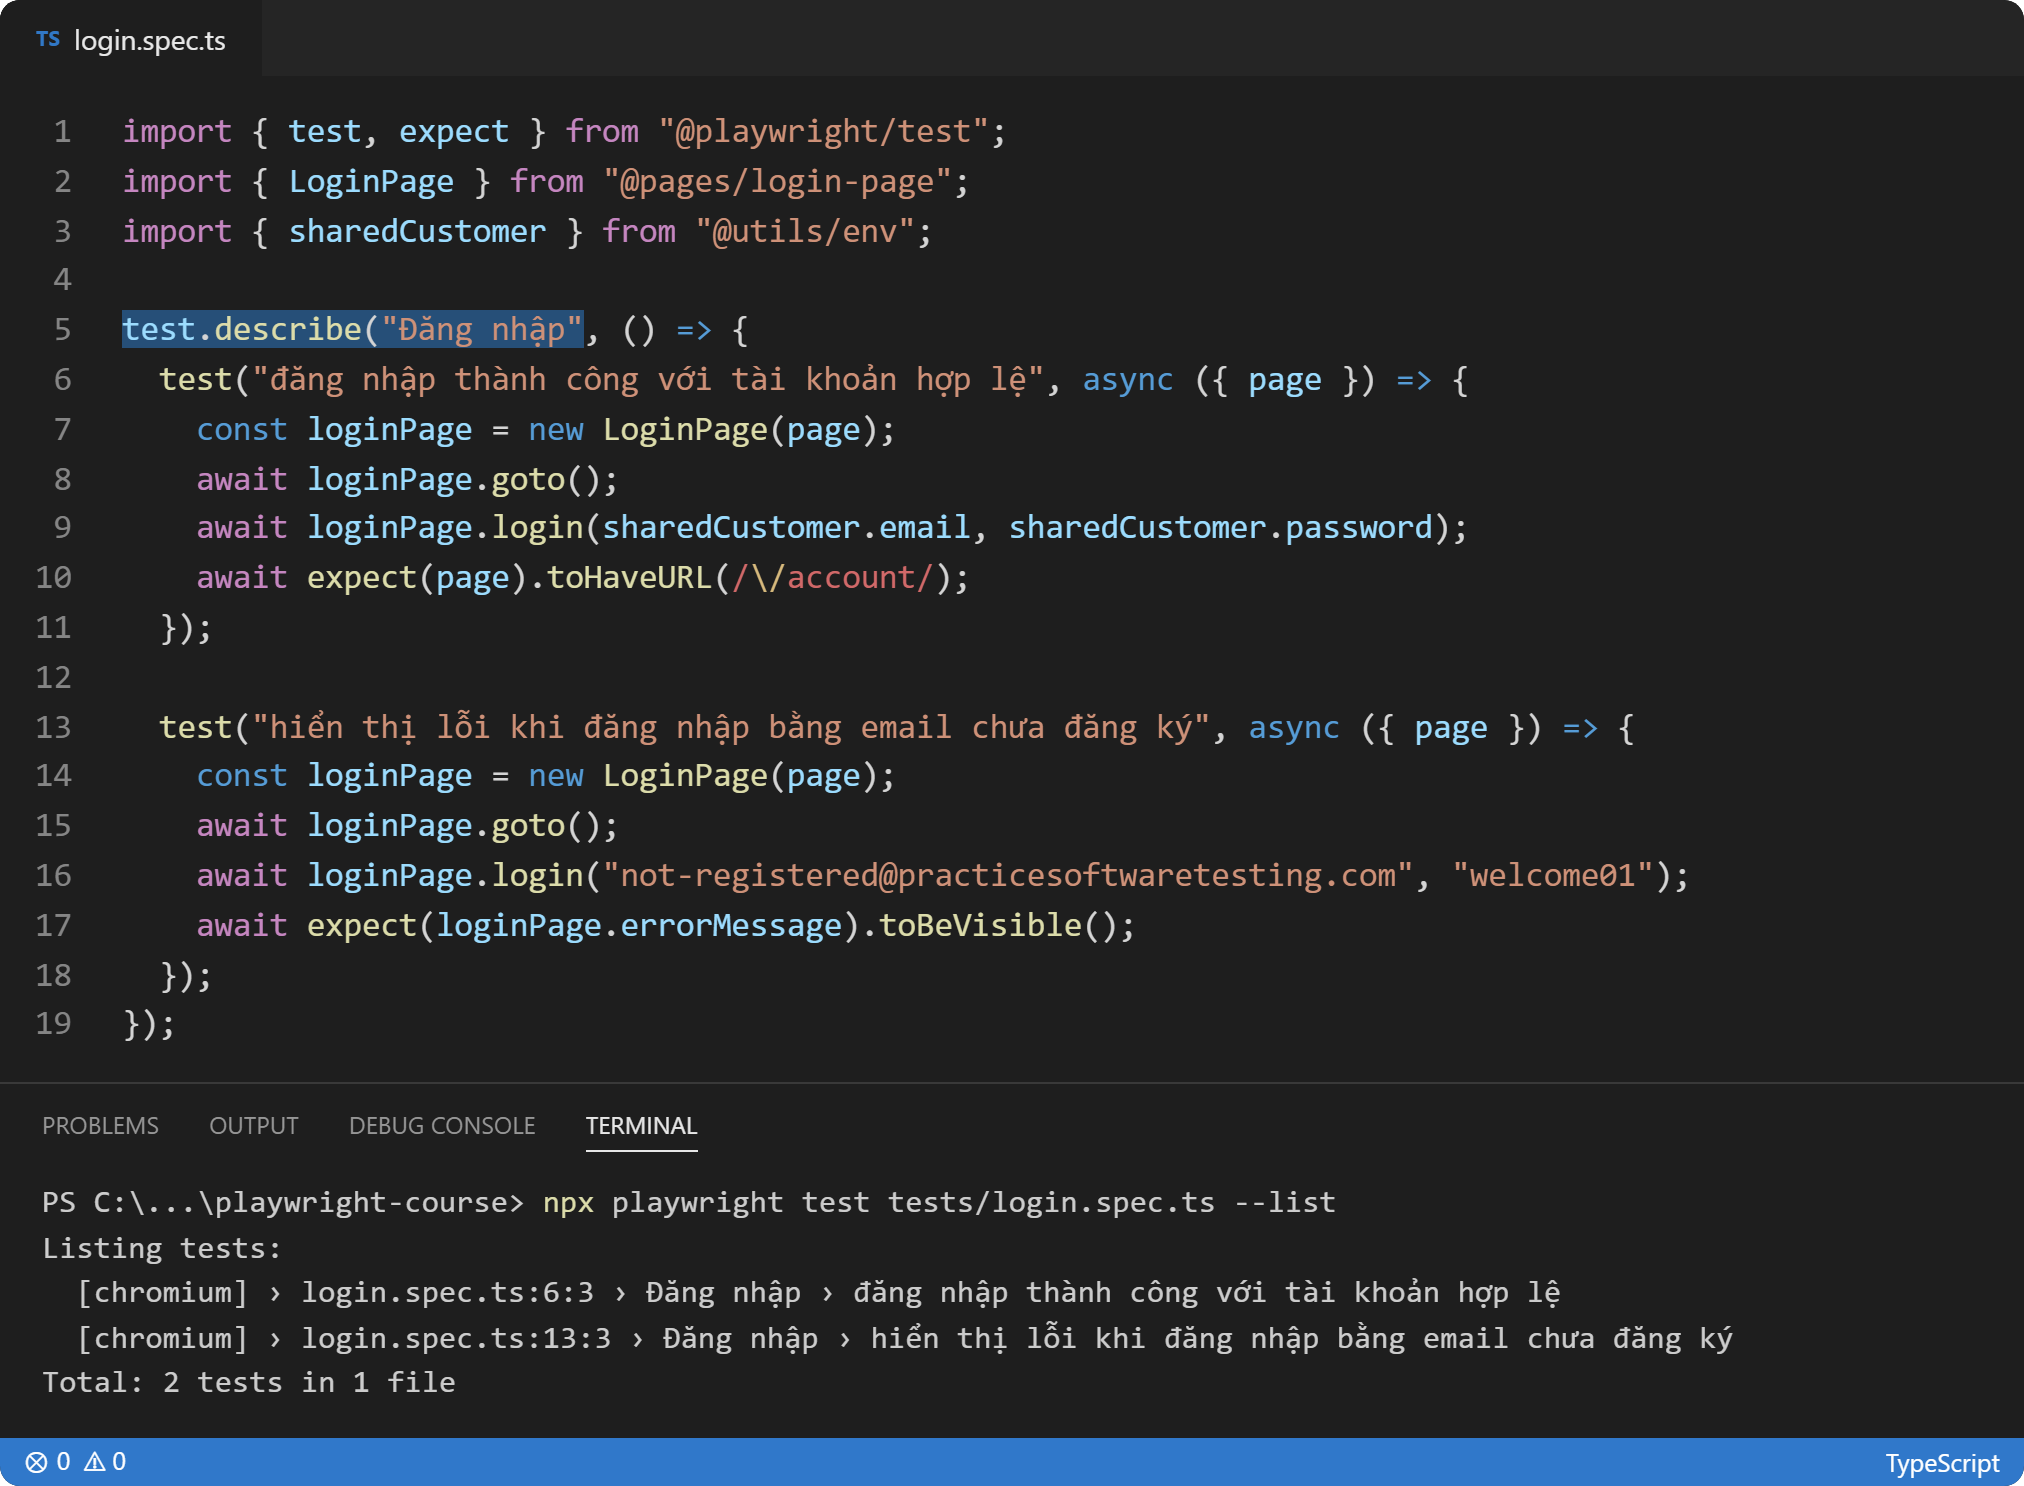 TS login.spec.ts
1 import { test, expect } from "@playwright/test";
2 import { LoginPage } from "@pages/login-page";
3 import { sharedCustomer } from "@utils/env";
4
5 test.describe("Đăng nhập", () => {
6   test("đăng nhập thành công với tài khoản hợp lệ", async ({ page }) => {
7     const loginPage = new LoginPage(page);
8     await loginPage.goto();
9     await loginPage.login(sharedCustomer.email, sharedCustomer.password);
10     await expect(page).toHaveURL(/\/account/);
11   });
12
13   test("hiển thị lỗi khi đăng nhập bằng email chưa đăng ký", async ({ page }) => {
14     const loginPage = new LoginPage(page);
15     await loginPage.goto();
16     await loginPage.login("not-registered@practicesoftwaretesting.com", "welcome01");
17     await expect(loginPage.errorMessage).toBeVisible();
18   });
19 });
PROBLEMS OUTPUT DEBUG CONSOLE TERMINAL
PS C:\...\playwright-course> npx playwright test tests/login.spec.ts --list
Listing tests:
  [chromium] › login.spec.ts:6:3 › Đăng nhập › đăng nhập thành công với tài khoản hợp lệ
  [chromium] › login.spec.ts:13:3 › Đăng nhập › hiển thị lỗi khi đăng nhập bằng email chưa đăng ký
Total: 2 tests in 1 file
0 0 TypeScript